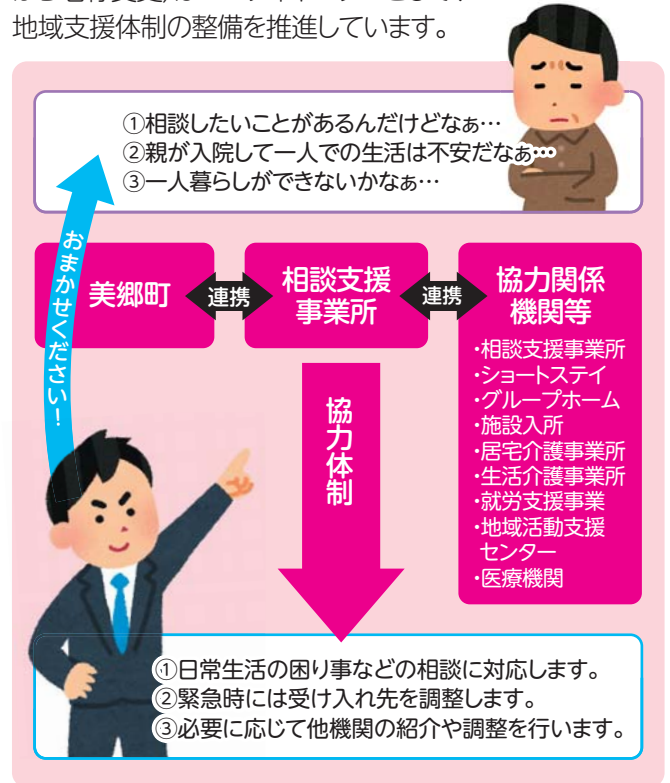 地域支援体制の整備を推進しています。
①相談したいことがあるんだけどなぁ…
②親が入院して一人での生活は不安だなぁ…
③一人暮らしができないかなぁ…
おまかせください!
美郷町
連携
相談支援
事業所
連携
協力関係
機関等
・相談支援事業所
・ショートステイ
・グループホーム
・施設入所
・居宅介護事業所
・生活介護事業所
・就労支援事業
・地域活動支援
センター
・医療機関
協力体制
①日常生活の困り事などの相談に対応します。
②緊急時には受け入れ先を調整します。
③必要に応じて他機関の紹介や調整を行います。